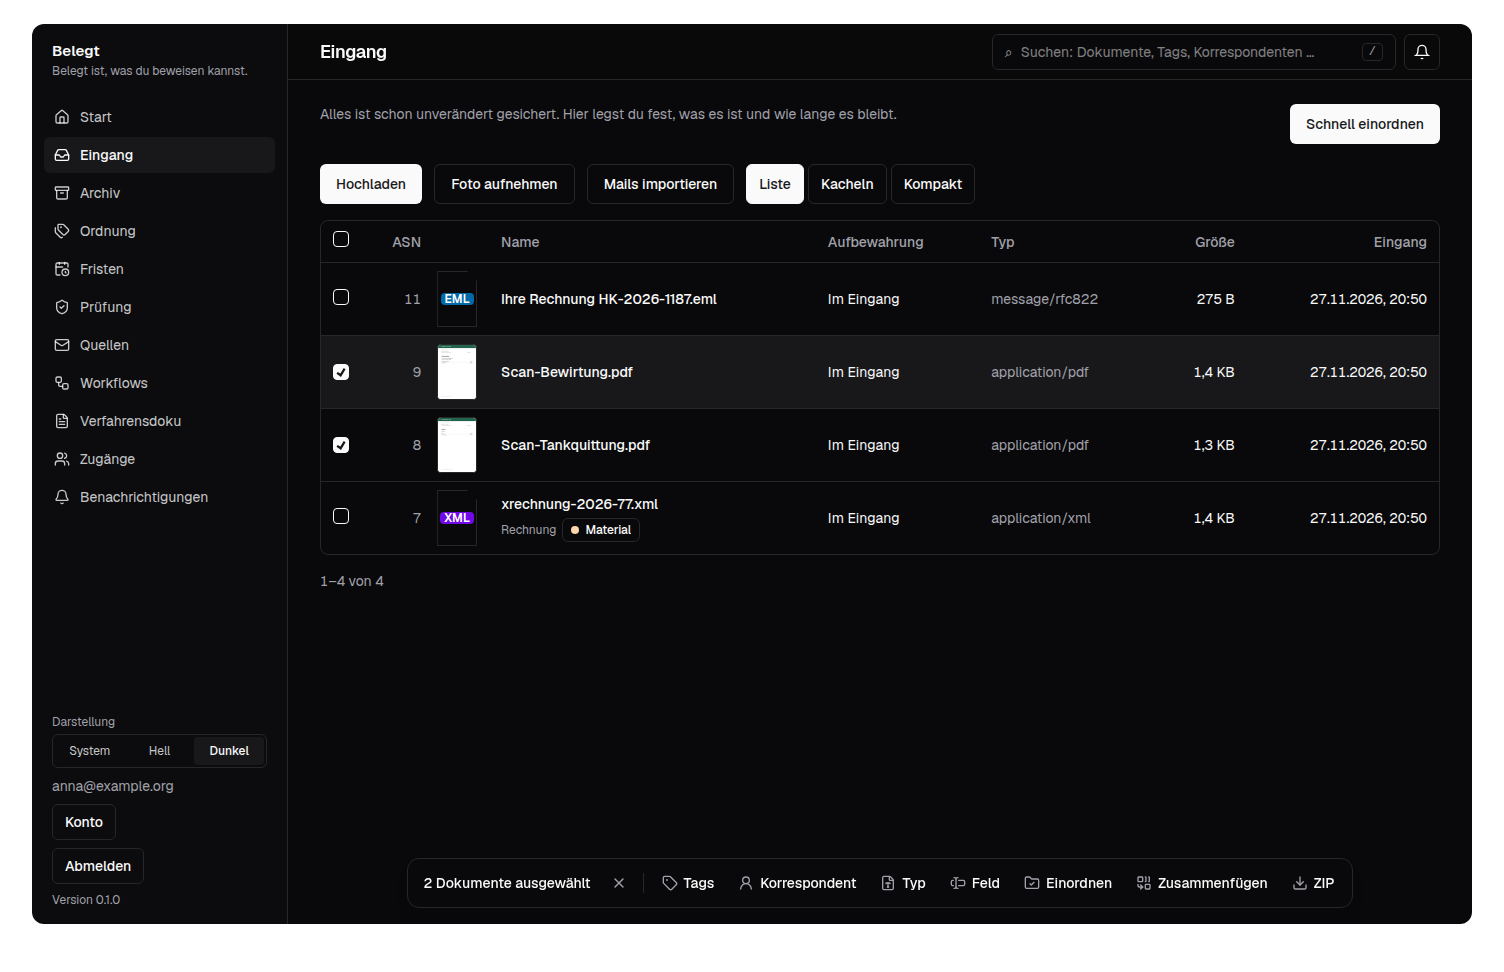 Belegt
Belegt ist, was du beweisen kannst.
Start
Eingang
Archiv
Ordnung
Fristen
Prüfung
Quellen
Workflows
Verfahrensdoku
Zugänge
Benachrichtigungen
Darstellung
System Hell Dunkel
anna@example.org
Konto
Abmelden
Version 0.1.0
Eingang
Suchen: Dokumente, Tags, Korrespondenten ... /
Alles ist schon unverändert gesichert. Hier legst du fest, was es ist und wie lange es bleibt.
Schnell einordnen
Hochladen Foto aufnehmen Mails importieren Liste Kacheln Kompakt
ASN Name Aufbewahrung Typ Größe Eingang
11 EML Ihre Rechnung HK-2026-1187.eml Im Eingang message/rfc822 275 B 27.11.2026, 20:50
9 Scan-Bewirtung.pdf Im Eingang application/pdf 1,4 KB 27.11.2026, 20:50
8 Scan-Tankquittung.pdf Im Eingang application/pdf 1,3 KB 27.11.2026, 20:50
7 XML xrechnung-2026-77.xml Im Eingang application/xml 1,4 KB 27.11.2026, 20:50
Rechnung Material
1–4 von 4
2 Dokumente ausgewählt Tags Korrespondent Typ Feld Einordnen Zusammenfügen ZIP